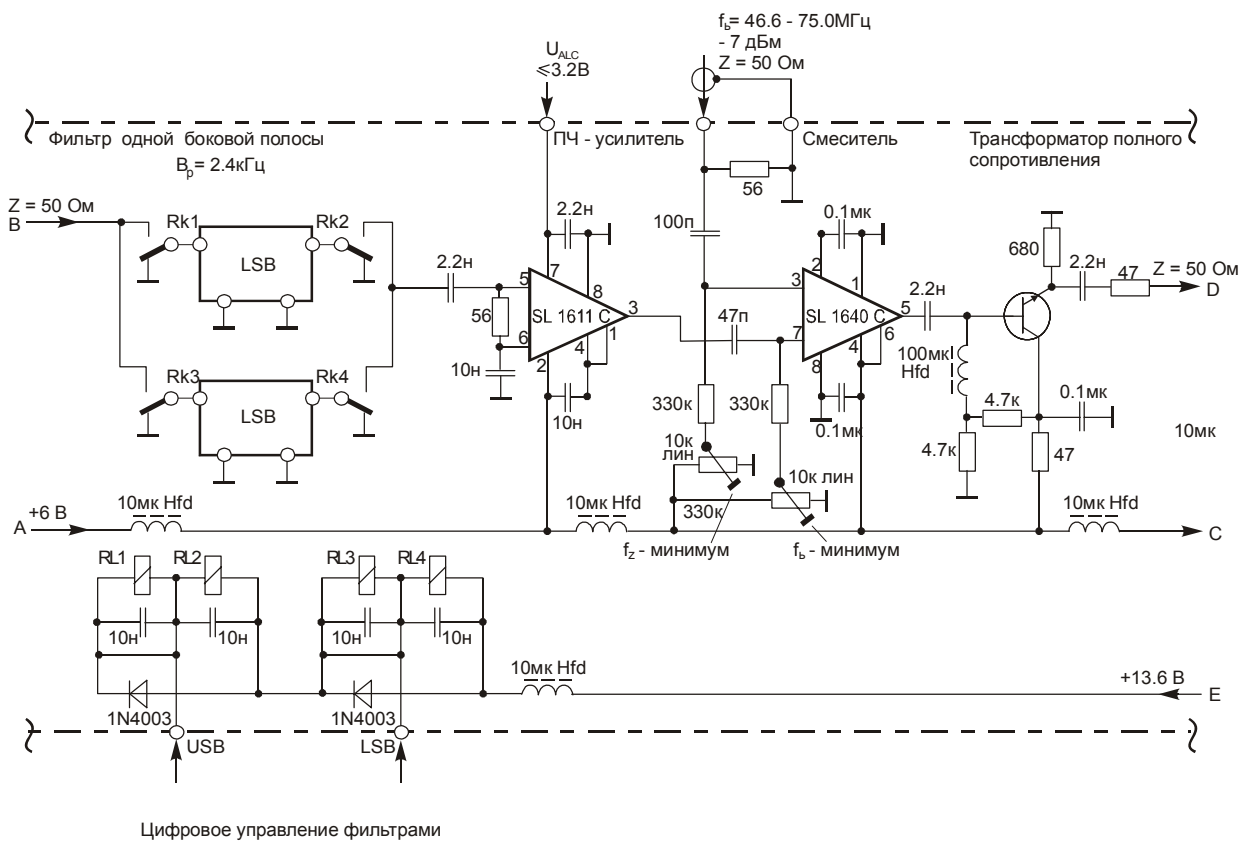 fь = 46.6 - 75.0МГц
- 7 дБм
Z = 50 Ом
UALC
⩽3.2В
Фильтр одной боковой полосы
Bp = 2.4кГц
ПЧ - усилитель
Смеситель
Трансформатор полного
сопротивления
56
Z = 50 Ом
B
Rk1
Rk2
LSB
2.2н
100п
0.1мк
680
2.2н
47
Z = 50 Ом
D
2.2н
5
7
8
56
SL 1611 C
3
6
4
1
2
10н
10н
47п
3
2
1
SL 1640 C
5
7
4
6
8
2.2н
100мк
Hfd
Rk3
Rk4
LSB
330к
330к
0.1мк
4.7к
0.1мк
10мк
4.7к
47
10к
лин
10к лин
330к
+6 В
A
10мк Hfd
10мк Hfd
10мк Hfd
C
fz - минимум
fь - минимум
RL1
RL2
RL3
RL4
10н
10н
10н
10н
10мк Hfd
+13.6 В
E
1N4003
1N4003
USB
LSB
Цифровое управление фильтрами